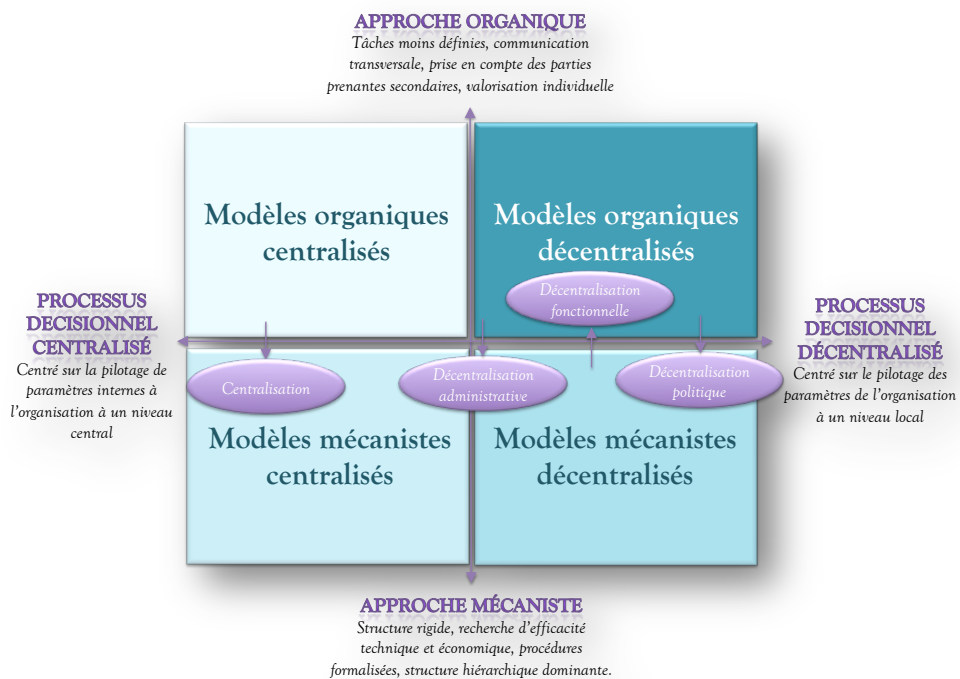 APPROCHE ORGANIQUE
Tâches moins définies, communication
transversale, prise en compte des parties
prenantes secondaires, valorisation individuelle
Modèles organiques
centralisés
Modèles organiques
décentralisés
Décentralisation
fonctionnelle
PROCESSUS
DECISIONNEL
CENTRALISÉ
Centré sur la pilotage de
paramètres internes à
l'organisation à un niveau
central
PROCESSUS
DECISIONNEL
DÉCENTRALISÉ
Centré sur le pilotage des
paramètres de l'organisation
à un niveau local
Centralisation
Décentralisation
administrative
Décentralisation
politique
Modèles mécanistes
centralisés
Modèles mécanistes
décentralisés
APPROCHE MÉCANISTE
Structure rigide, recherche d'efficacité
technique et économique, procédures
formalisées, structure hiérarchique dominante.